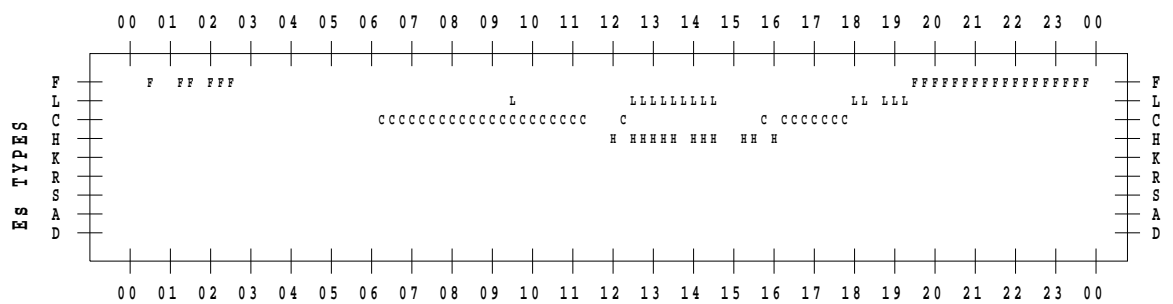 00 01 02 03 04 05 06 07 08 09 10 11 12 13 14 15 16 17 18 19 20 21 22 23 00
F F FF FFF FFFFFFFFFFFFFFFFFF F
L L LLLLLLLLL LL LLL L
C CCCCCCCCCCCCCCCCCCCCC C C CCCCCCC C
H H HHHHH HHH HH H H
K K
R R
S S
A A
D D
Es TYPES
00 01 02 03 04 05 06 07 08 09 10 11 12 13 14 15 16 17 18 19 20 21 22 23 00